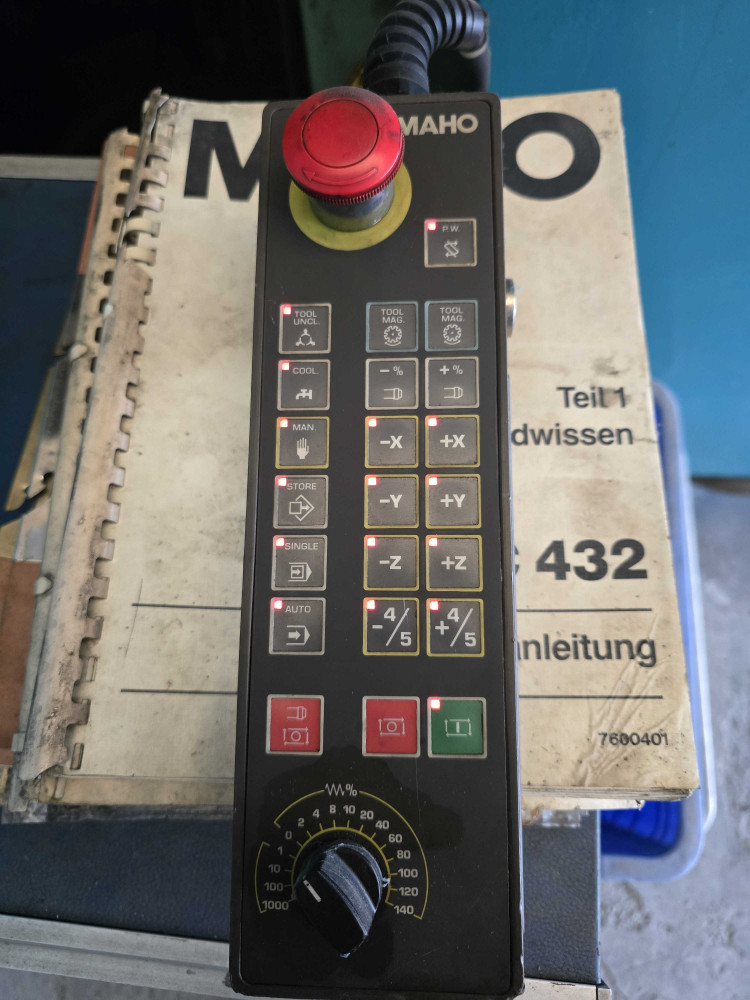 MAHO
M O
P.W.
TOOL UNCL.
TOOL MAG.
TOOL MAG.
COOL.
- %
+ %
MAN.
-X
+X
STORE
-Y
+Y
SINGLE
-Z
+Z
AUTO
-4/5
+4/5
%
1000
100
10
1
0
2
4
8
10
20
40
60
80
100
120
140
Teil 1
dwissen
432
nleitung
7600401